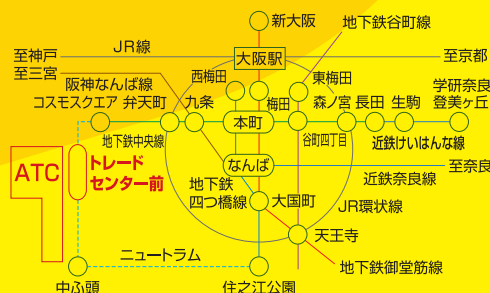 新大阪
地下鉄谷町線
JR線
至神戸
大阪駅
至京都
至三宮
阪神なんば線
西梅田
東梅田
学研奈良
登美ヶ丘
コスモスクエア
弁天町
九条
梅田
森ノ宮
長田
生駒
本町
地下鉄中央線
谷町四丁目
近鉄けいはんな線
ATC
トレード
センター前
なんば
至奈良
近鉄奈良線
地下鉄
四つ橋線
大国町
JR環状線
天王寺
ニュートラム
地下鉄御堂筋線
中ふ頭
住之江公園